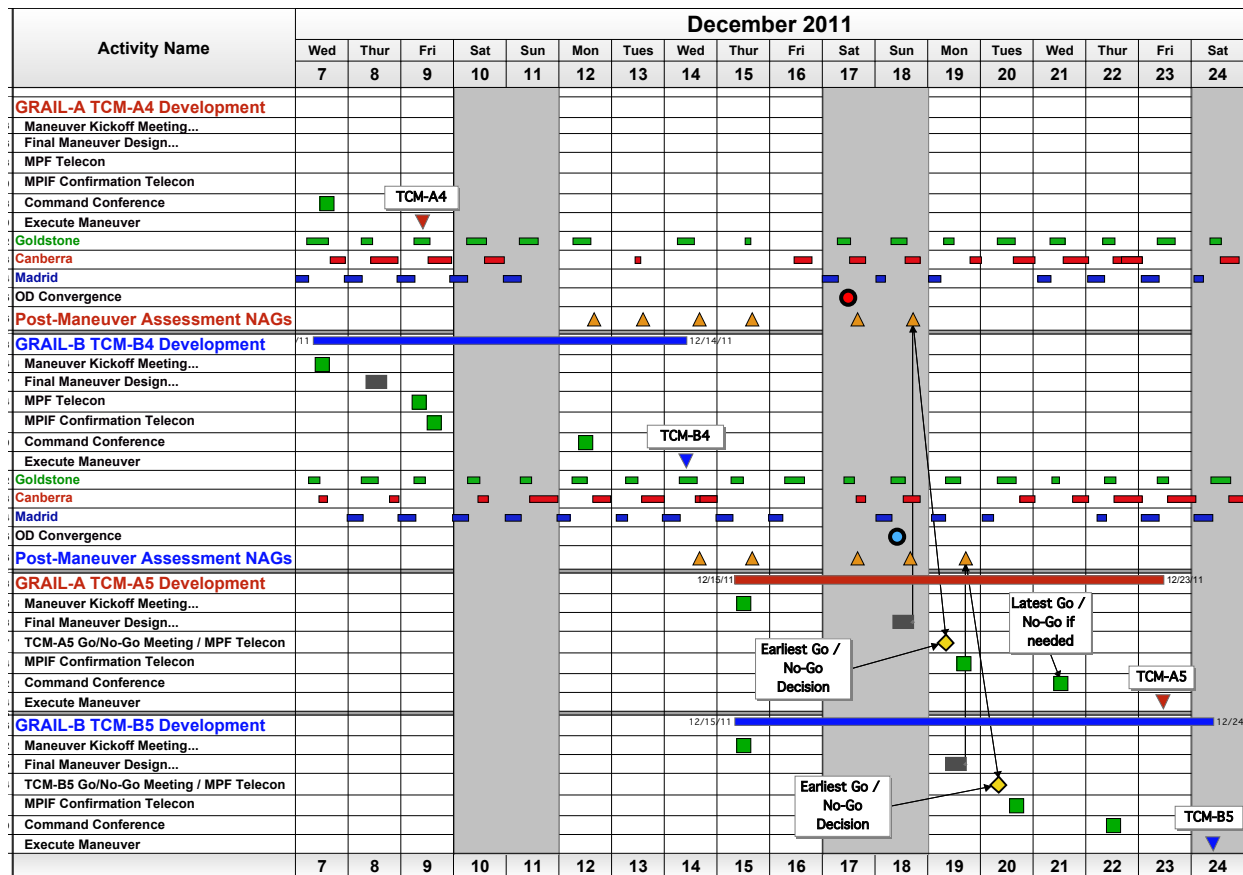 December 2011
Activity Name
Wed Thur Fri Sat Sun Mon Tues Wed Thur Fri Sat Sun Mon Tues Wed Thur Fri Sat
7 8 9 10 11 12 13 14 15 16 17 18 19 20 21 22 23 24
GRAIL-A TCM-A4 Development
Maneuver Kickoff Meeting...
Final Maneuver Design...
MPF Telecon
MPIF Confirmation Telecon
Command Conference
TCM-A4
Execute Maneuver
Goldstone
Canberra
Madrid
OD Convergence
Post-Maneuver Assessment NAGs
GRAIL-B TCM-B4 Development
/11
12/14/11
Maneuver Kickoff Meeting...
Final Maneuver Design...
MPF Telecon
MPIF Confirmation Telecon
Command Conference
TCM-B4
Execute Maneuver
Goldstone
Canberra
Madrid
OD Convergence
Post-Maneuver Assessment NAGs
GRAIL-A TCM-A5 Development
12/15/11
12/23/11
Maneuver Kickoff Meeting...
Latest Go /
No-Go if
needed
Final Maneuver Design...
TCM-A5 Go/No-Go Meeting / MPF Telecon
Earliest Go /
No-Go
Decision
MPIF Confirmation Telecon
Command Conference
TCM-A5
Execute Maneuver
GRAIL-B TCM-B5 Development
12/15/11
12/24
Maneuver Kickoff Meeting...
Final Maneuver Design...
TCM-B5 Go/No-Go Meeting / MPF Telecon
Earliest Go /
No-Go
Decision
MPIF Confirmation Telecon
Command Conference
TCM-B5
Execute Maneuver
7 8 9 10 11 12 13 14 15 16 17 18 19 20 21 22 23 24